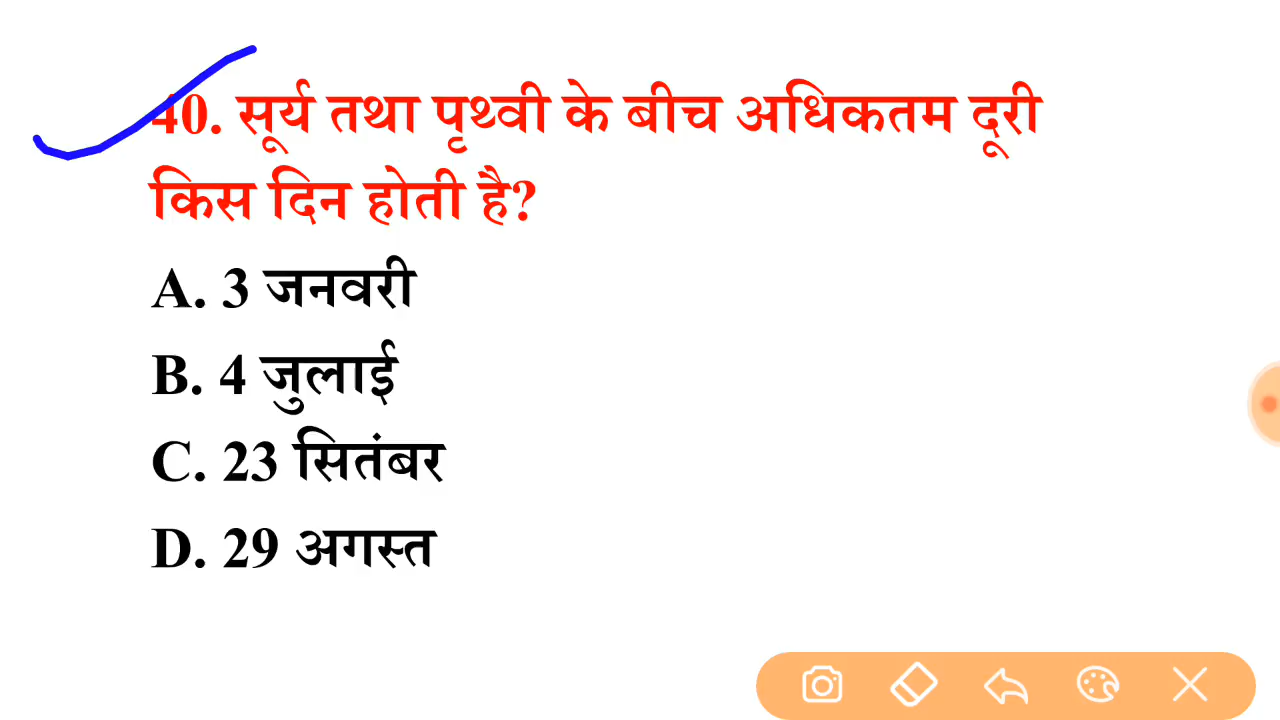 40. सूर्य तथा पृथ्वी के बीच अधिकतम दूरी
किस दिन होती है?
A. 3 जनवरी
B. 4 जुलाई
C. 23 सितंबर
D. 29 अगस्त